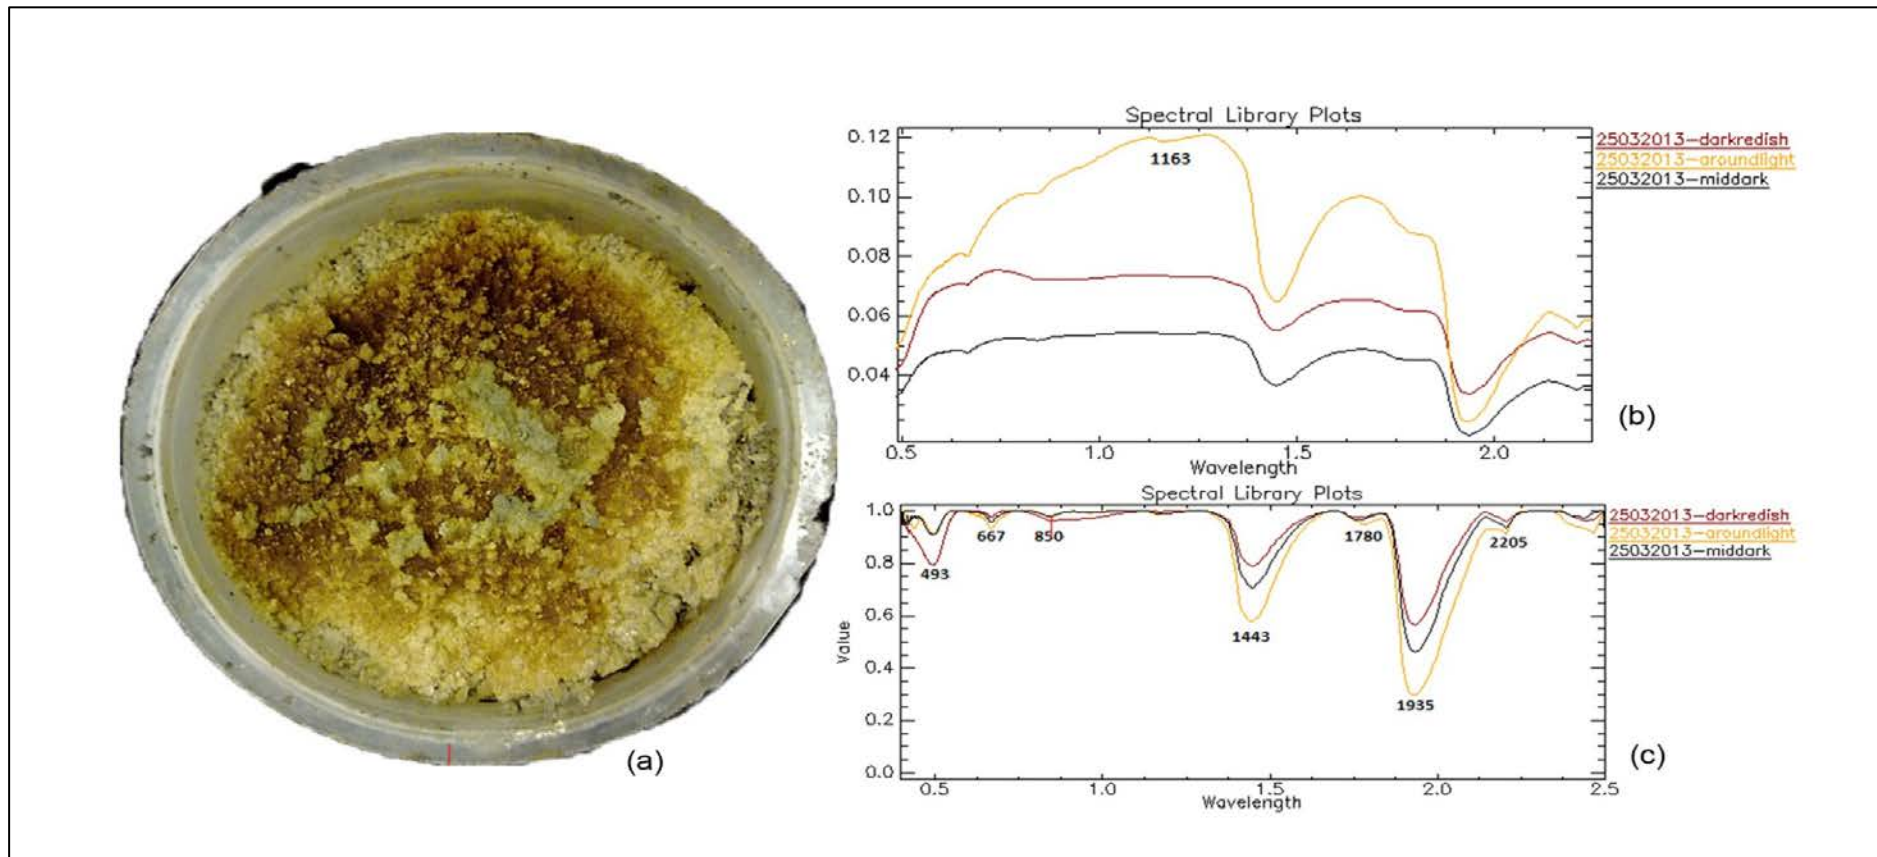 Spectral Library Plots
0.12
0.10
0.08
0.06
0.04
1163
25032013-darkredish
25032013-aroundlight
25032013-middark
0.5 1.0 1.5 2.0
Wavelength
(b)
Spectral Library Plots
1.0
0.8
0.6
0.4
0.2
0.0
Value
493 667 850 1443 1780 1935 2205
25032013-darkredish
25032013-aroundlight
25032013-middark
0.5 1.0 1.5 2.0 2.5
Wavelength
(c)
(a)